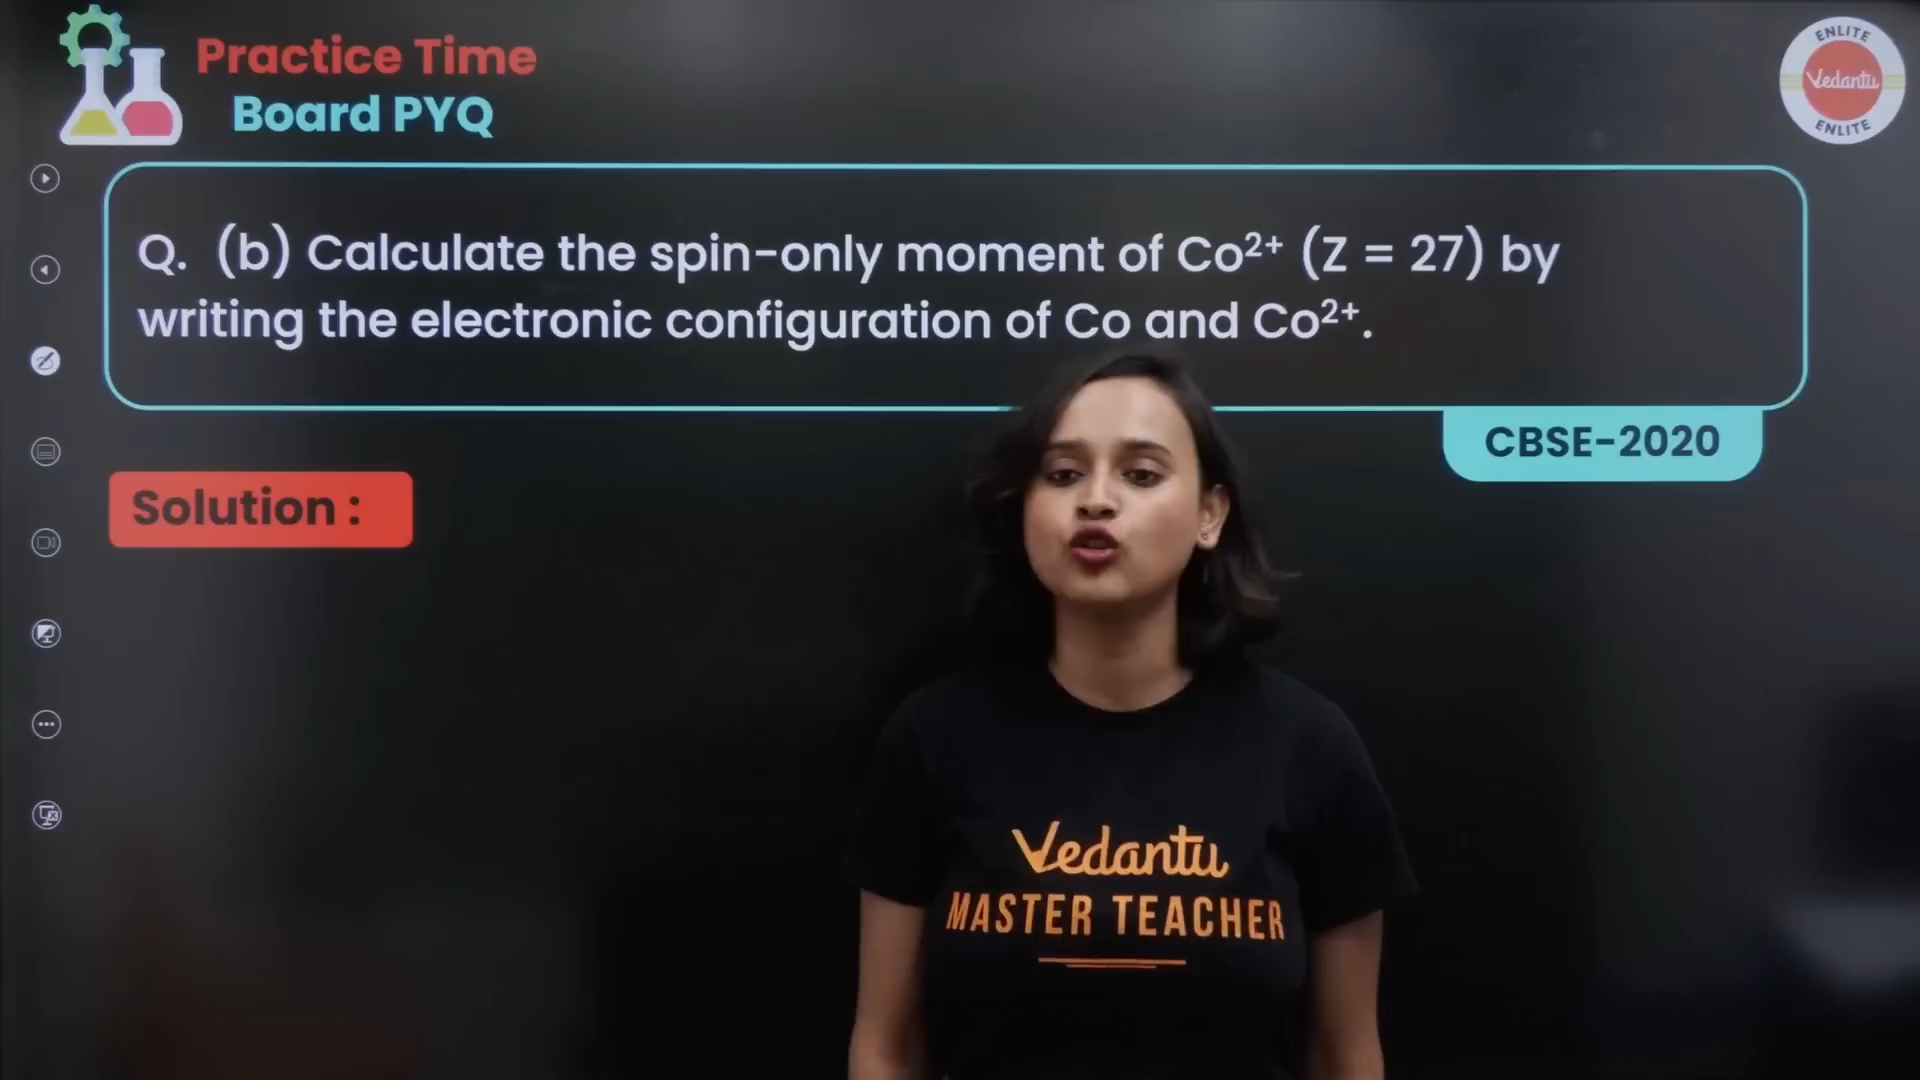 Practice Time
Board PYQ
ENLITE
Vedantu
ENLITE
Q. (b) Calculate the spin-only moment of Co²⁺ (Z = 27) by
writing the electronic configuration of Co and Co²⁺.
CBSE-2020
Solution :
Vedantu
MASTER TEACHER